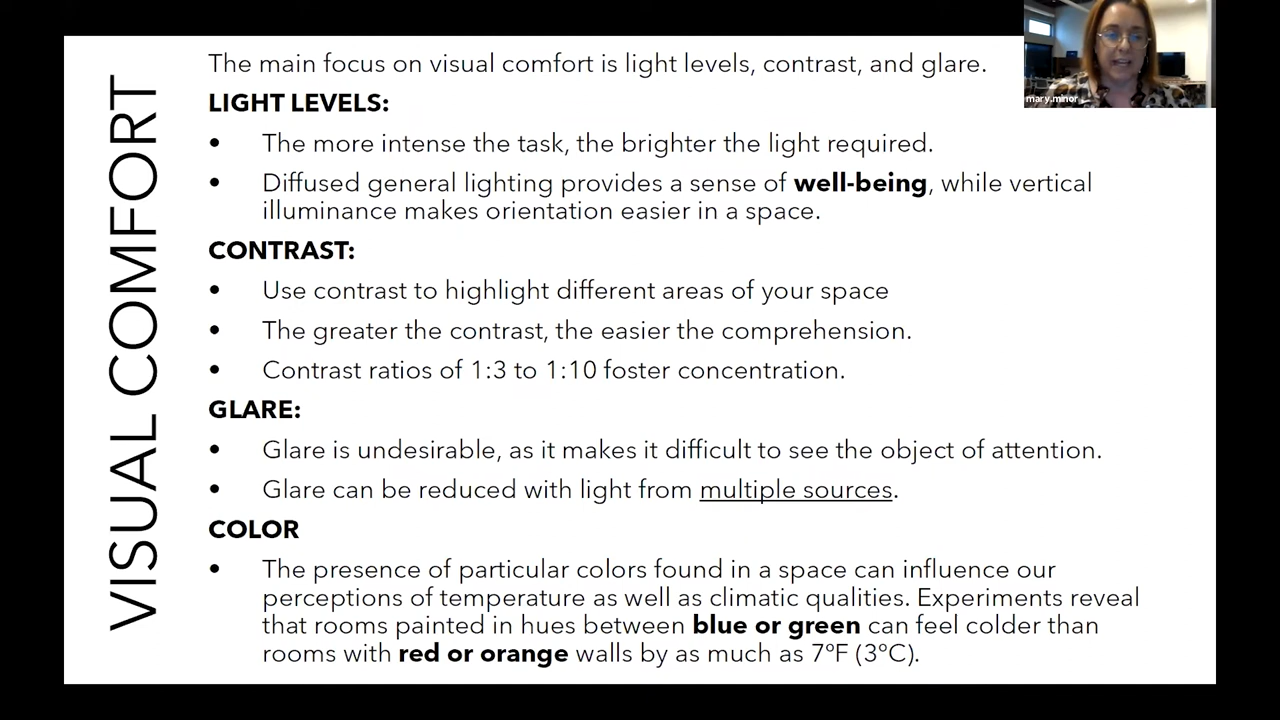 VISUAL COMFORT
The main focus on visual comfort is light levels, contrast, and glare.
LIGHT LEVELS:
• The more intense the task, the brighter the light required.
• Diffused general lighting provides a sense of well-being, while vertical
illuminance makes orientation easier in a space.
CONTRAST:
• Use contrast to highlight different areas of your space
• The greater the contrast, the easier the comprehension.
• Contrast ratios of 1:3 to 1:10 foster concentration.
GLARE:
• Glare is undesirable, as it makes it difficult to see the object of attention.
• Glare can be reduced with light from multiple sources.
COLOR
• The presence of particular colors found in a space can influence our
perceptions of temperature as well as climatic qualities. Experiments reveal
that rooms painted in hues between blue or green can feel colder than
rooms with red or orange walls by as much as 7°F (3°C).
mary.minor